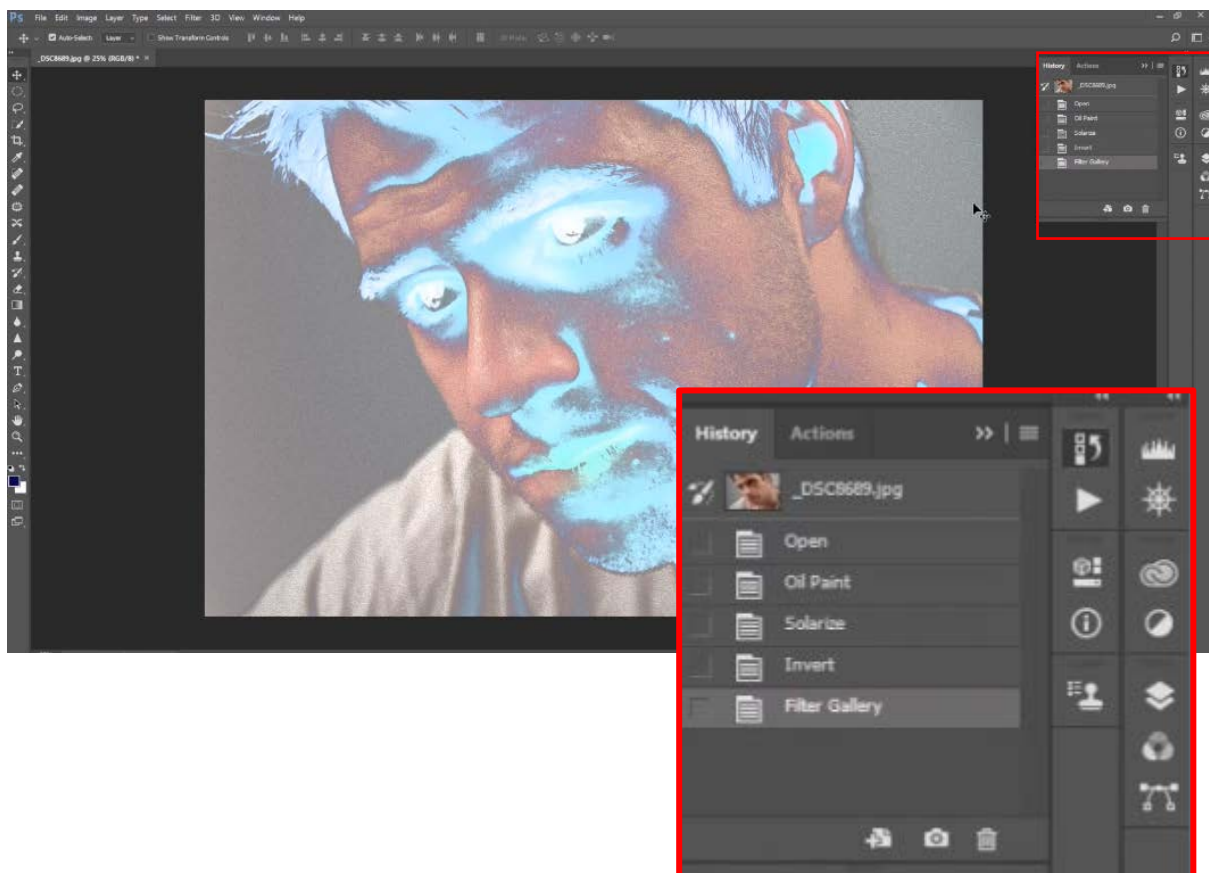 Ps File Edit Image Layer Type Select Filter 3D View Window Help
Auto-Select: Layer Show Transform Controls
_DSC8689.jpg @ 25% (RGB/8) * ×
History Actions
_DSC8689.jpg
Open
Oil Paint
Solarize
Invert
Filter Gallery
History Actions
_DSC8689.jpg
Open
Oil Paint
Solarize
Invert
Filter Gallery